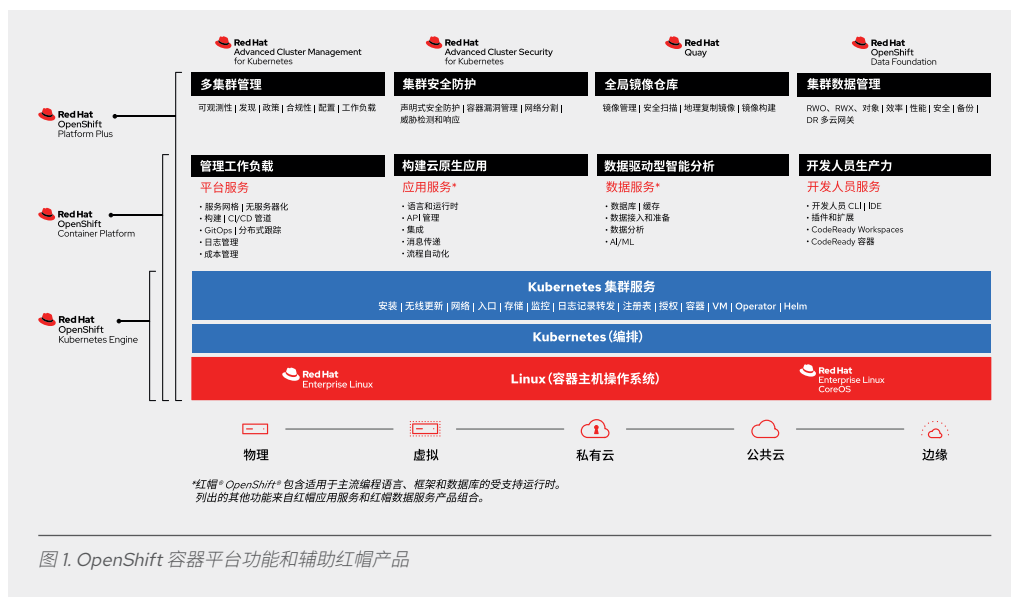 Red Hat
Advanced Cluster Management
for Kubernetes
Red Hat
Advanced Cluster Security
for Kubernetes
Red Hat
Quay
Red Hat
OpenShift
Data Foundation
多集群管理
集群安全防护
全局镜像仓库
集群数据管理
可观测性 | 发现 | 政策 | 合规性 | 配置 | 工作负载
声明式安全防护 | 容器漏洞管理 | 网络分割 |
威胁检测和响应
镜像管理 | 安全扫描 | 地理复制镜像 | 镜像构建
RWO、RWX、对象 | 效率 | 性能 | 安全 | 备份 |
DR 多云网关
Red Hat
OpenShift
Platform Plus
管理工作负载
构建云原生应用
数据驱动型智能分析
开发人员生产力
平台服务
应用服务*
数据服务*
开发人员服务
• 服务网格 | 无服务器化
• 构建 | CI/CD 管道
• GitOps | 分布式跟踪
• 日志管理
• 成本管理
• 语言和运行时
• API 管理
• 集成
• 消息传递
• 流程自动化
• 数据库 | 缓存
• 数据接入和准备
• 数据分析
• AI/ML
• 开发人员 CLI | IDE
• 插件和扩展
• CodeReady Workspaces
• CodeReady 容器
Red Hat
OpenShift
Container Platform
Kubernetes 集群服务
安装 | 无线更新 | 网络 | 入口 | 存储 | 监控 | 日志记录转发 | 注册表 | 授权 | 容器 | VM | Operator | Helm
Red Hat
OpenShift
Kubernetes Engine
Kubernetes（编排）
Red Hat
Enterprise Linux
Linux（容器主机操作系统）
Red Hat
Enterprise Linux
CoreOS
物理
虚拟
私有云
公共云
边缘
*红帽® OpenShift® 包含适用于主流编程语言、框架和数据库的受支持运行时。
列出的其他功能来自红帽应用服务和红帽数据服务产品组合。
图 1. OpenShift 容器平台功能和辅助红帽产品